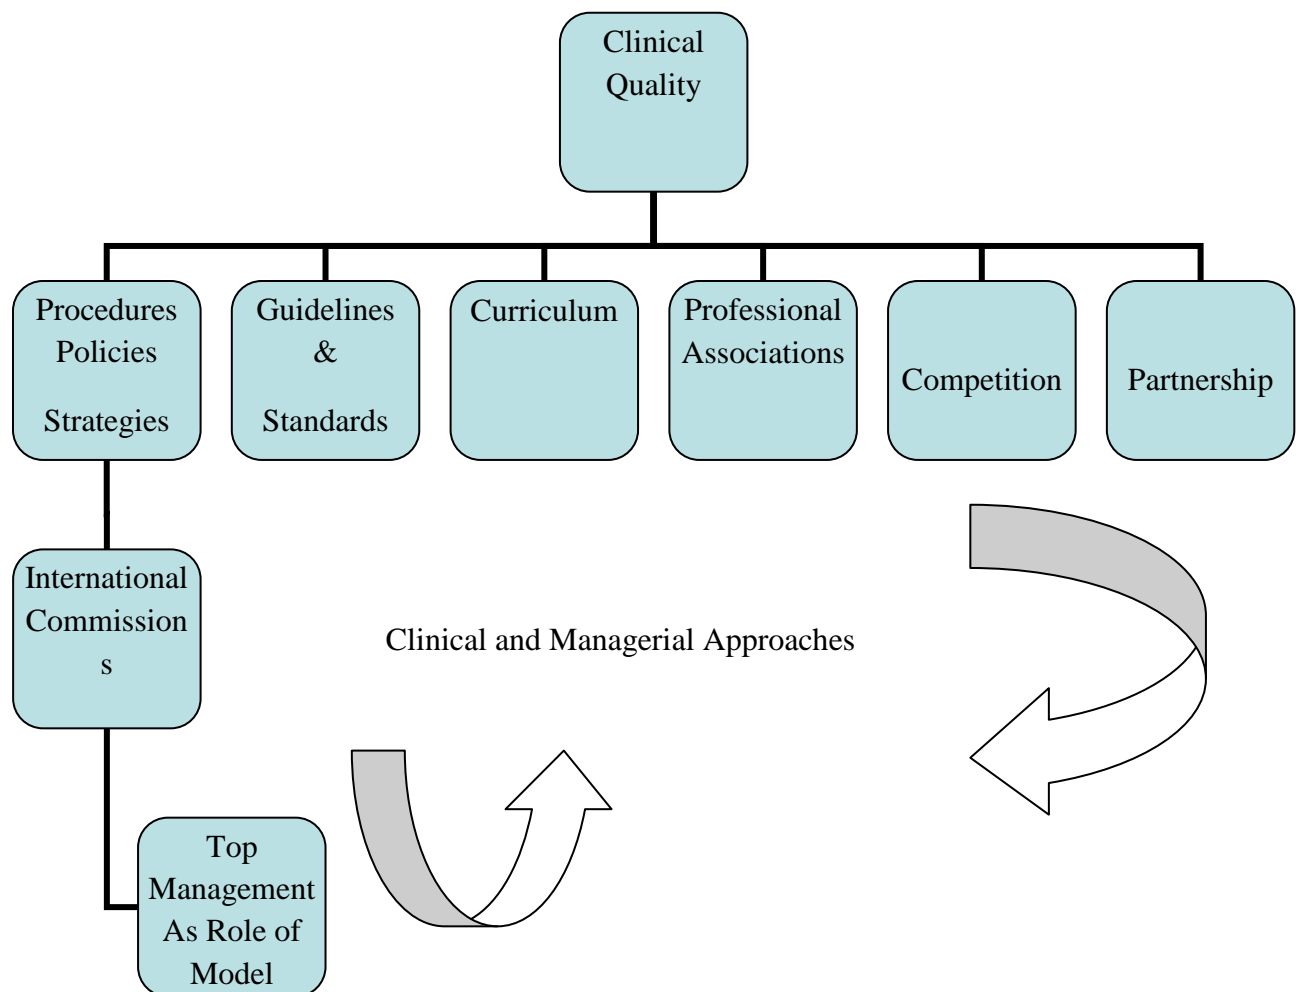 Clinical
Quality
Procedures
Policies
Strategies
Guidelines
&
Standards
Curriculum
Professional
Associations
Competition
Partnership
International
Commission
s
Clinical and Managerial Approaches
Top
Management
As Role of
Model